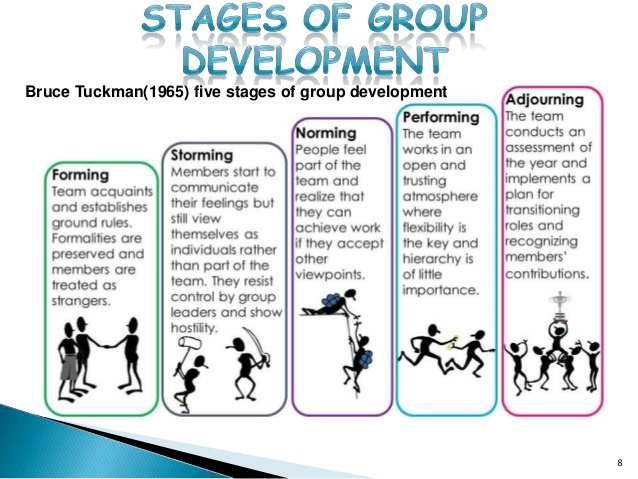 STAGES OF GROUP
DEVELOPMENT
Bruce Tuckman(1965) five stages of group development
Forming
Team acquaints
and establishes
ground rules.
Formalities are
preserved and
members are
treated as
strangers.
Storming
Members start to
communicate
their feelings but
still view
themselves as
individuals rather
than part of the
team. They resist
control by group
leaders and show
hostility.
Norming
People feel
part of the
team and
realize that
they can
achieve work
if they accept
other
viewpoints.
Performing
The team
works in an
open and
trusting
atmosphere
where
flexibility is
the key and
hierarchy is
of little
importance.
Adjourning
The team
conducts an
assessment of
the year and
implements a
plan for
transitioning
roles and
recognizing
members'
contributions.
8